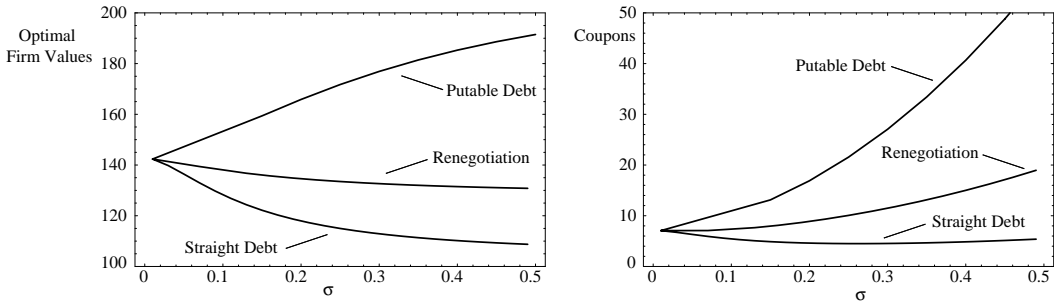 Optimal
Firm Values
200
180
160
140
120
100
Putable Debt
Renegotiation
Straight Debt
0 0.1 0.2 0.3 0.4 0.5
σ
Coupons
50
40
30
20
10
0
Putable Debt
Renegotiation
Straight Debt
0 0.1 0.2 0.3 0.4 0.5
σ